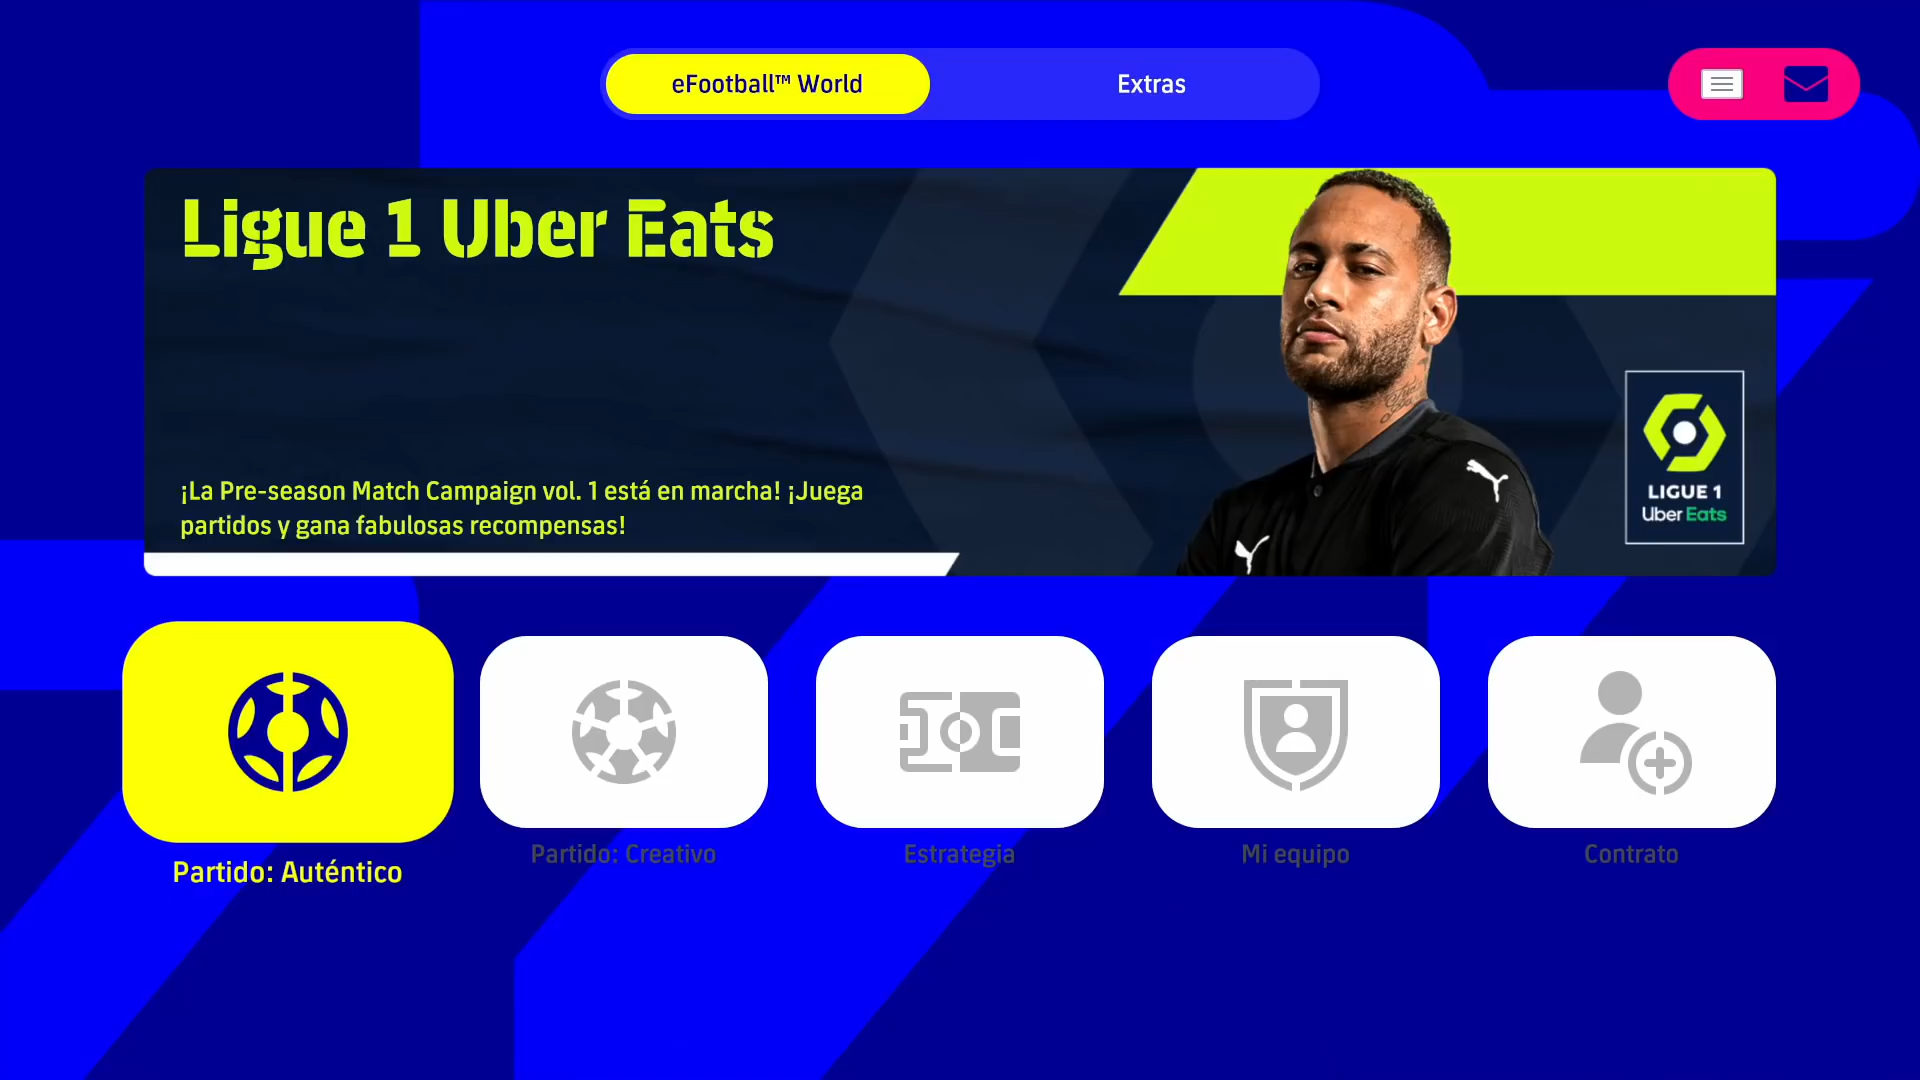 eFootball™ World
Extras
Ligue 1 Uber Eats
¡La Pre-season Match Campaign vol. 1 está en marcha! ¡Juega
partidos y gana fabulosas recompensas!
LIGUE 1
Uber Eats
Partido: Auténtico
Partido: Creativo
Estrategia
Mi equipo
Contrato